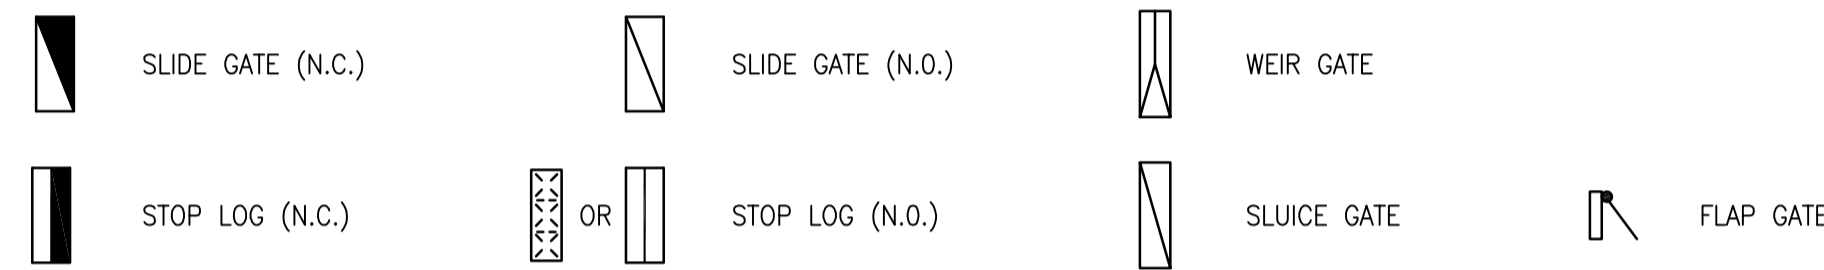 SLIDE GATE (N.C.)
SLIDE GATE (N.O.)
WEIR GATE
STOP LOG (N.C.)
OR
STOP LOG (N.O.)
SLUICE GATE
FLAP GATE